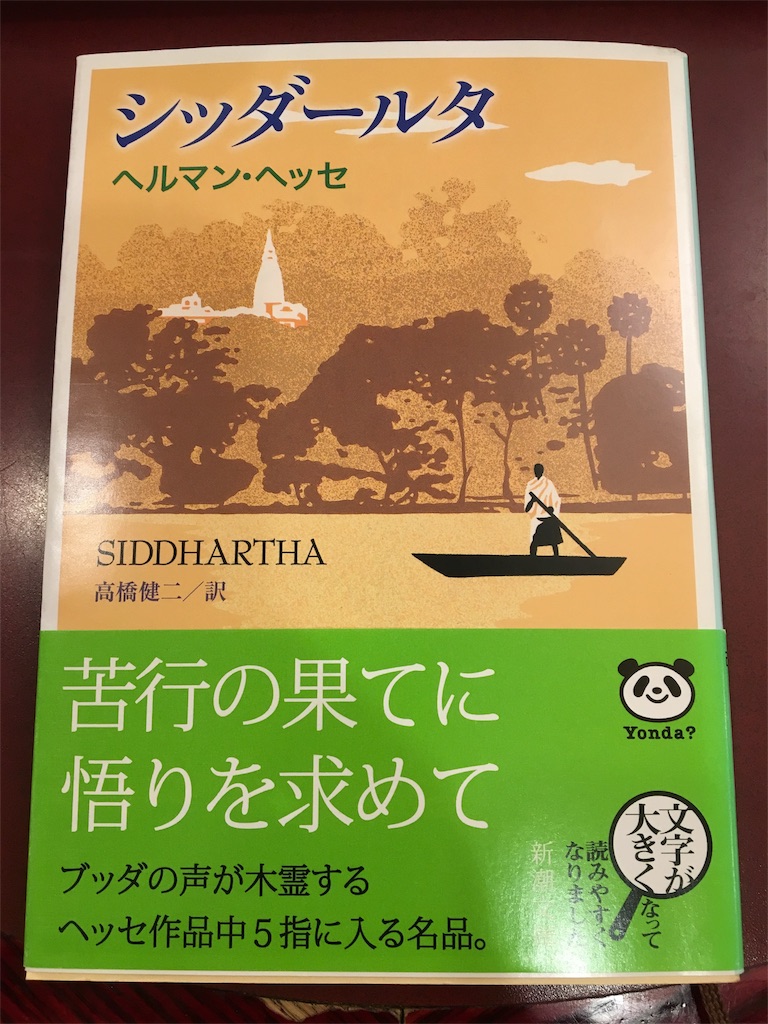 シッダールタ
ヘルマン・ヘッセ
SIDDHARTHA
高橋健二／訳
苦行の果てに
悟りを求めて
ブッダの声が木霊する
ヘッセ作品中5指に入る名品。
Yonda?
文字が
大きくなって
読みやすく
なりました
新潮